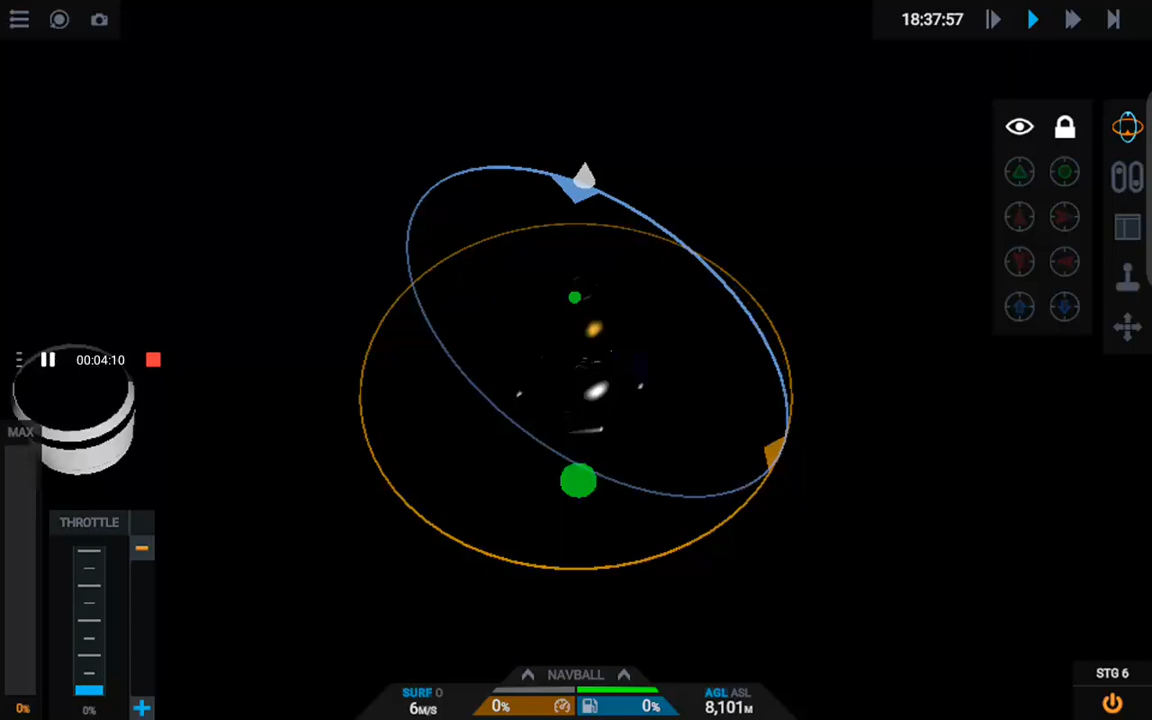 18:37:57
00:04:10
MAX
THROTTLE
0%
0%
NAVBALL
SURF O
6M/S
0%
0%
AGL ASL
8,101M
STG 6